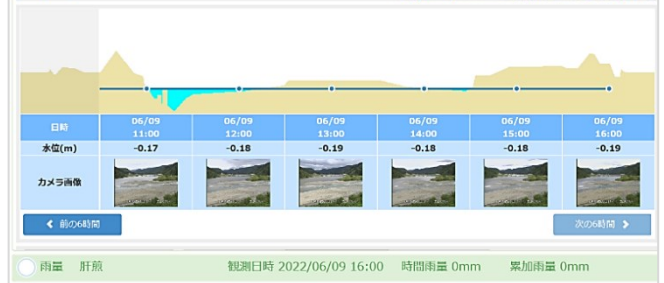 日時 06/09 11:00 06/09 12:00 06/09 13:00 06/09 14:00 06/09 15:00 06/09 16:00
水位(m) -0.17 -0.18 -0.19 -0.18 -0.18 -0.19
カメラ画像
前の6時間 次の6時間
雨量 肝煎 観測日時 2022/06/09 16:00 時間雨量 0mm 累加雨量 0mm